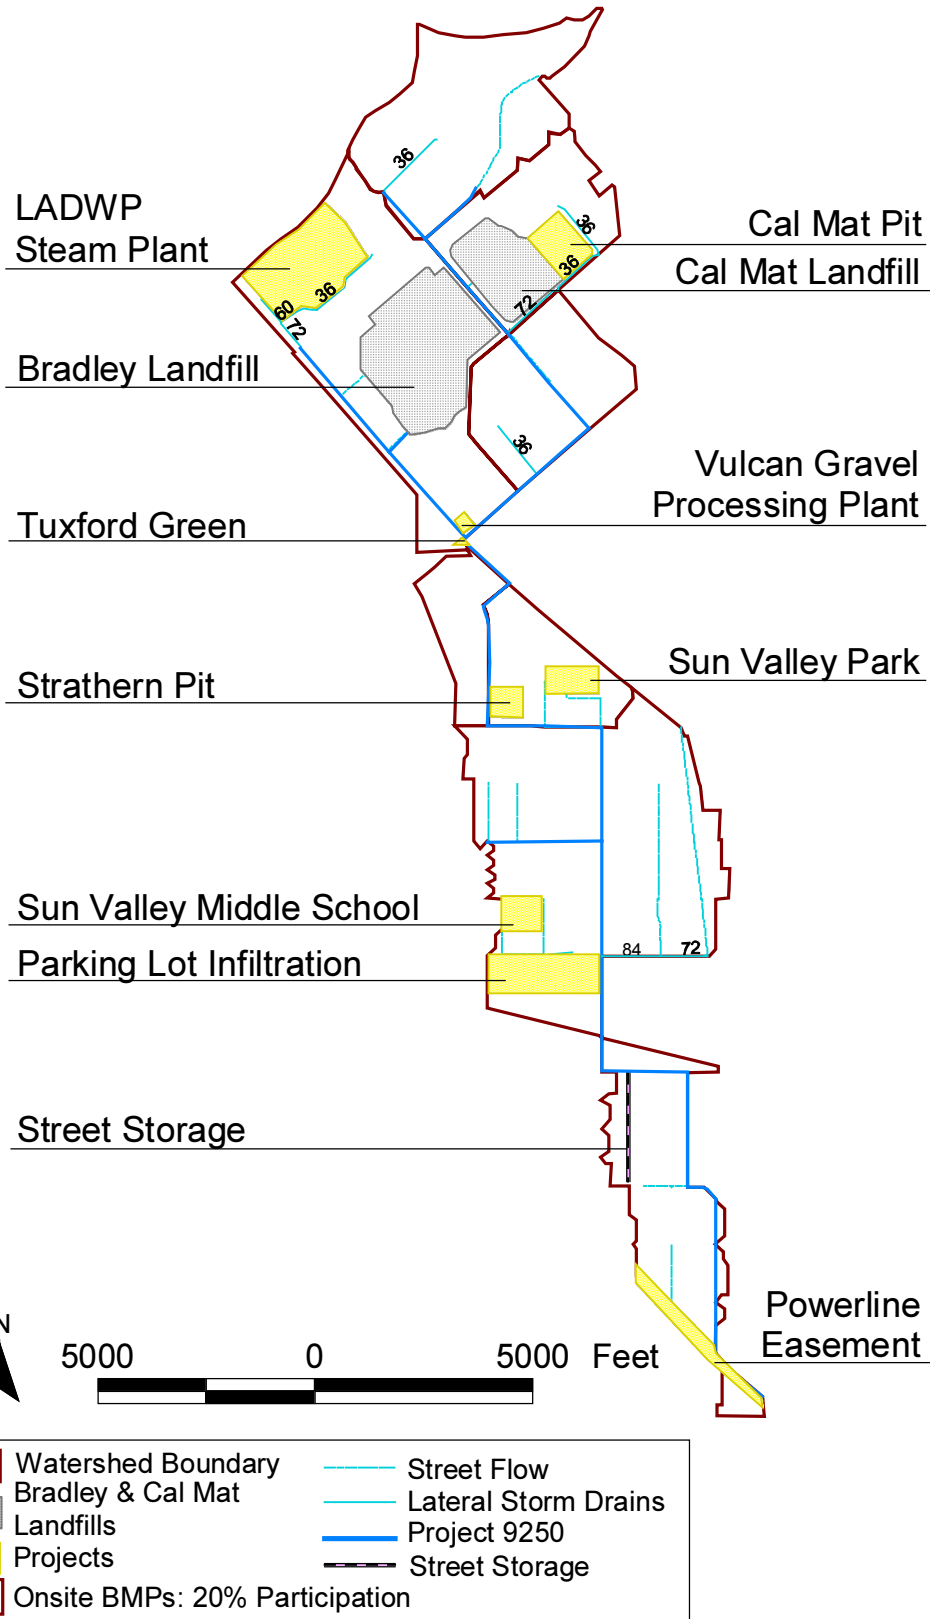 36
LADWP
Steam Plant
36
Cal Mat Pit
36
Cal Mat Landfill
60
36
72
72
Bradley Landfill
36
Vulcan Gravel
Processing Plant
Tuxford Green
Sun Valley Park
Strathern Pit
Sun Valley Middle School
84
72
Parking Lot Infiltration
Street Storage
Powerline
Easement
N
5000 0 5000 Feet
Watershed Boundary
Bradley & Cal Mat
Landfills
Projects
Onsite BMPs: 20% Participation
Street Flow
Lateral Storm Drains
Project 9250
Street Storage